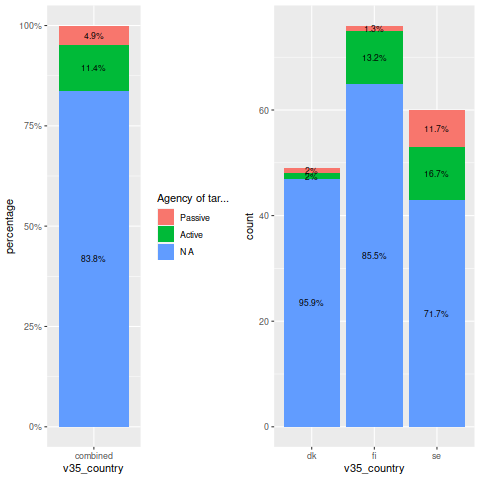 100%
75%
50%
25%
0%
percentage
4.9%
11.4%
83.8%
combined
v35_country
Agency of tar...
Passive
Active
N A
60
40
20
0
count
2%
2%
95.9%
1.3%
13.2%
85.5%
11.7%
16.7%
71.7%
dk
fi
se
v35_country